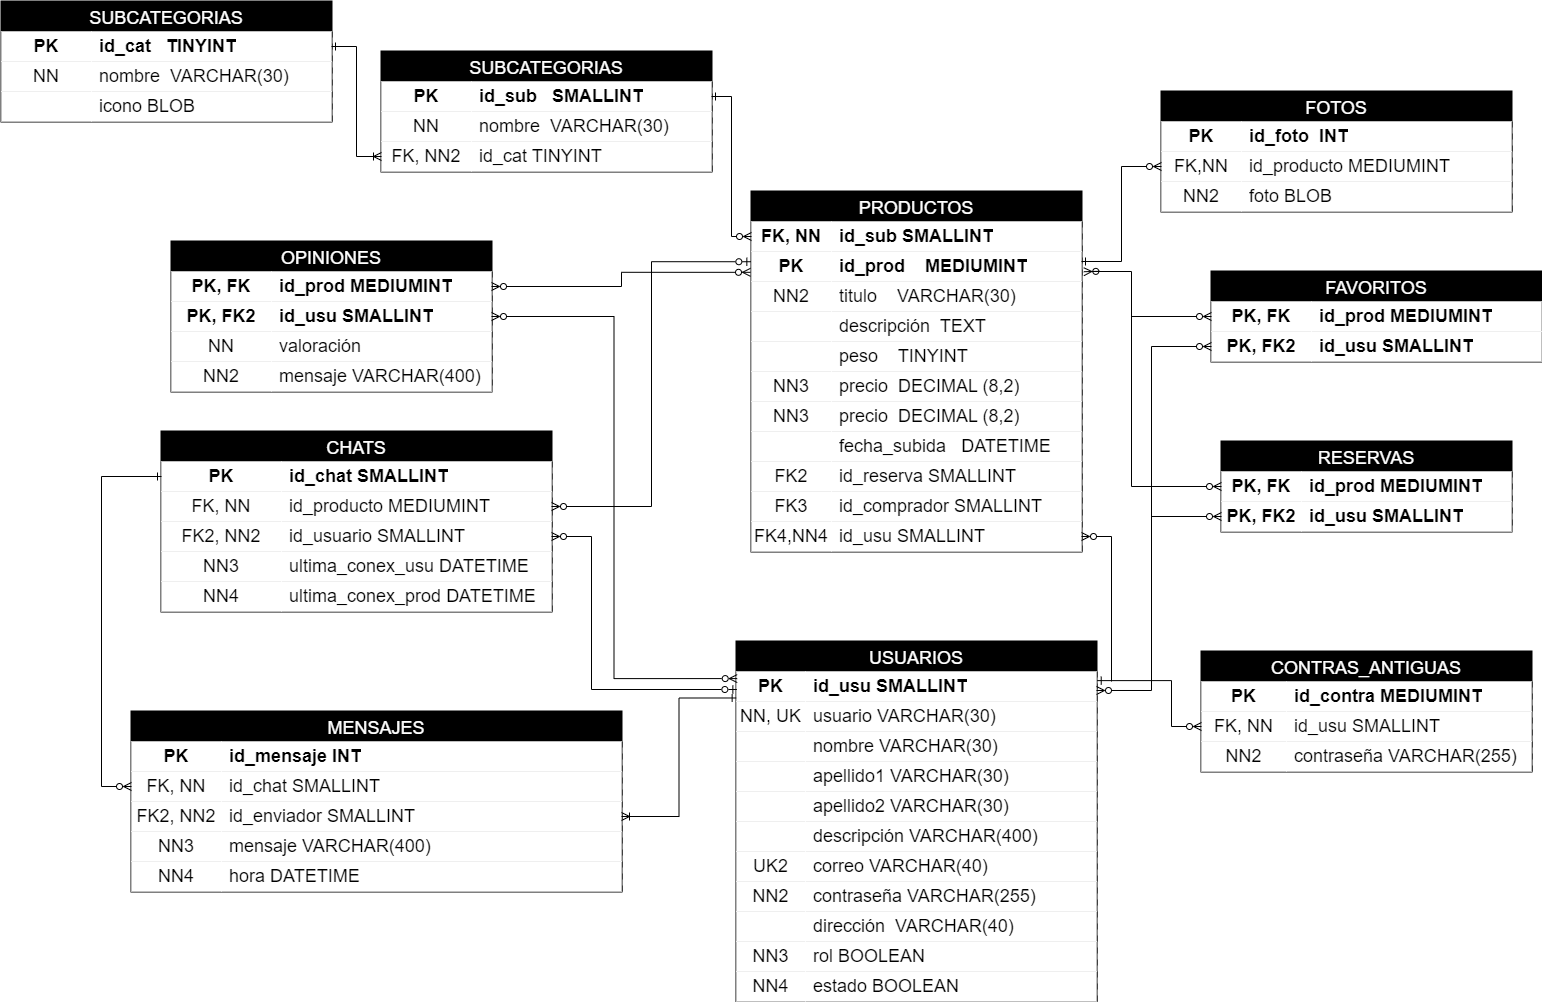 SUBCATEGORIAS
PK id_cat TINYINT
NN nombre VARCHAR(30)
icono BLOB
SUBCATEGORIAS
PK id_sub SMALLINT
NN nombre VARCHAR(30)
FK, NN2 id_cat TINYINT
FOTOS
PK id_foto INT
FK,NN id_producto MEDIUMINT
NN2 foto BLOB
PRODUCTOS
FK, NN id_sub SMALLINT
PK id_prod MEDIUMINT
NN2 titulo VARCHAR(30)
descripción TEXT
peso TINYINT
NN3 precio DECIMAL (8,2)
NN3 precio DECIMAL (8,2)
fecha_subida DATETIME
FK2 id_reserva SMALLINT
FK3 id_comprador SMALLINT
FK4,NN4 id_usu SMALLINT
OPINIONES
PK, FK id_prod MEDIUMINT
PK, FK2 id_usu SMALLINT
NN valoración
NN2 mensaje VARCHAR(400)
FAVORITOS
PK, FK id_prod MEDIUMINT
PK, FK2 id_usu SMALLINT
CHATS
PK id_chat SMALLINT
FK, NN id_producto MEDIUMINT
FK2, NN2 id_usuario SMALLINT
NN3 ultima_conex_usu DATETIME
NN4 ultima_conex_prod DATETIME
RESERVAS
PK, FK id_prod MEDIUMINT
PK, FK2 id_usu SMALLINT
USUARIOS
PK id_usu SMALLINT
NN, UK usuario VARCHAR(30)
nombre VARCHAR(30)
apellido1 VARCHAR(30)
apellido2 VARCHAR(30)
descripción VARCHAR(400)
UK2 correo VARCHAR(40)
NN2 contraseña VARCHAR(255)
dirección VARCHAR(40)
NN3 rol BOOLEAN
NN4 estado BOOLEAN
CONTRAS_ANTIGUAS
PK id_contra MEDIUMINT
FK, NN id_usu SMALLINT
NN2 contraseña VARCHAR(255)
MENSAJES
PK id_mensaje INT
FK, NN id_chat SMALLINT
FK2, NN2 id_enviador SMALLINT
NN3 mensaje VARCHAR(400)
NN4 hora DATETIME